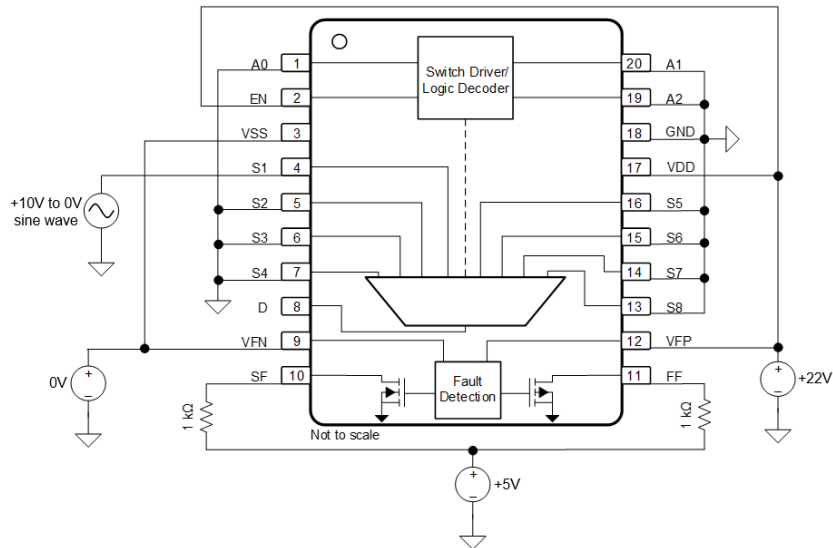 A0 1 20 A1
Switch Driver/
Logic Decoder
EN 2 19 A2
VSS 3 18 GND
S1 4 17 VDD
+10V to 0V
sine wave
S2 5 16 S5
S3 6 15 S6
S4 7 14 S7
D 8 13 S8
VFN 9 12 VFP
0V
SF 10 11 FF
Fault
Detection
+22V
1 kΩ
1 kΩ
Not to scale
+5V